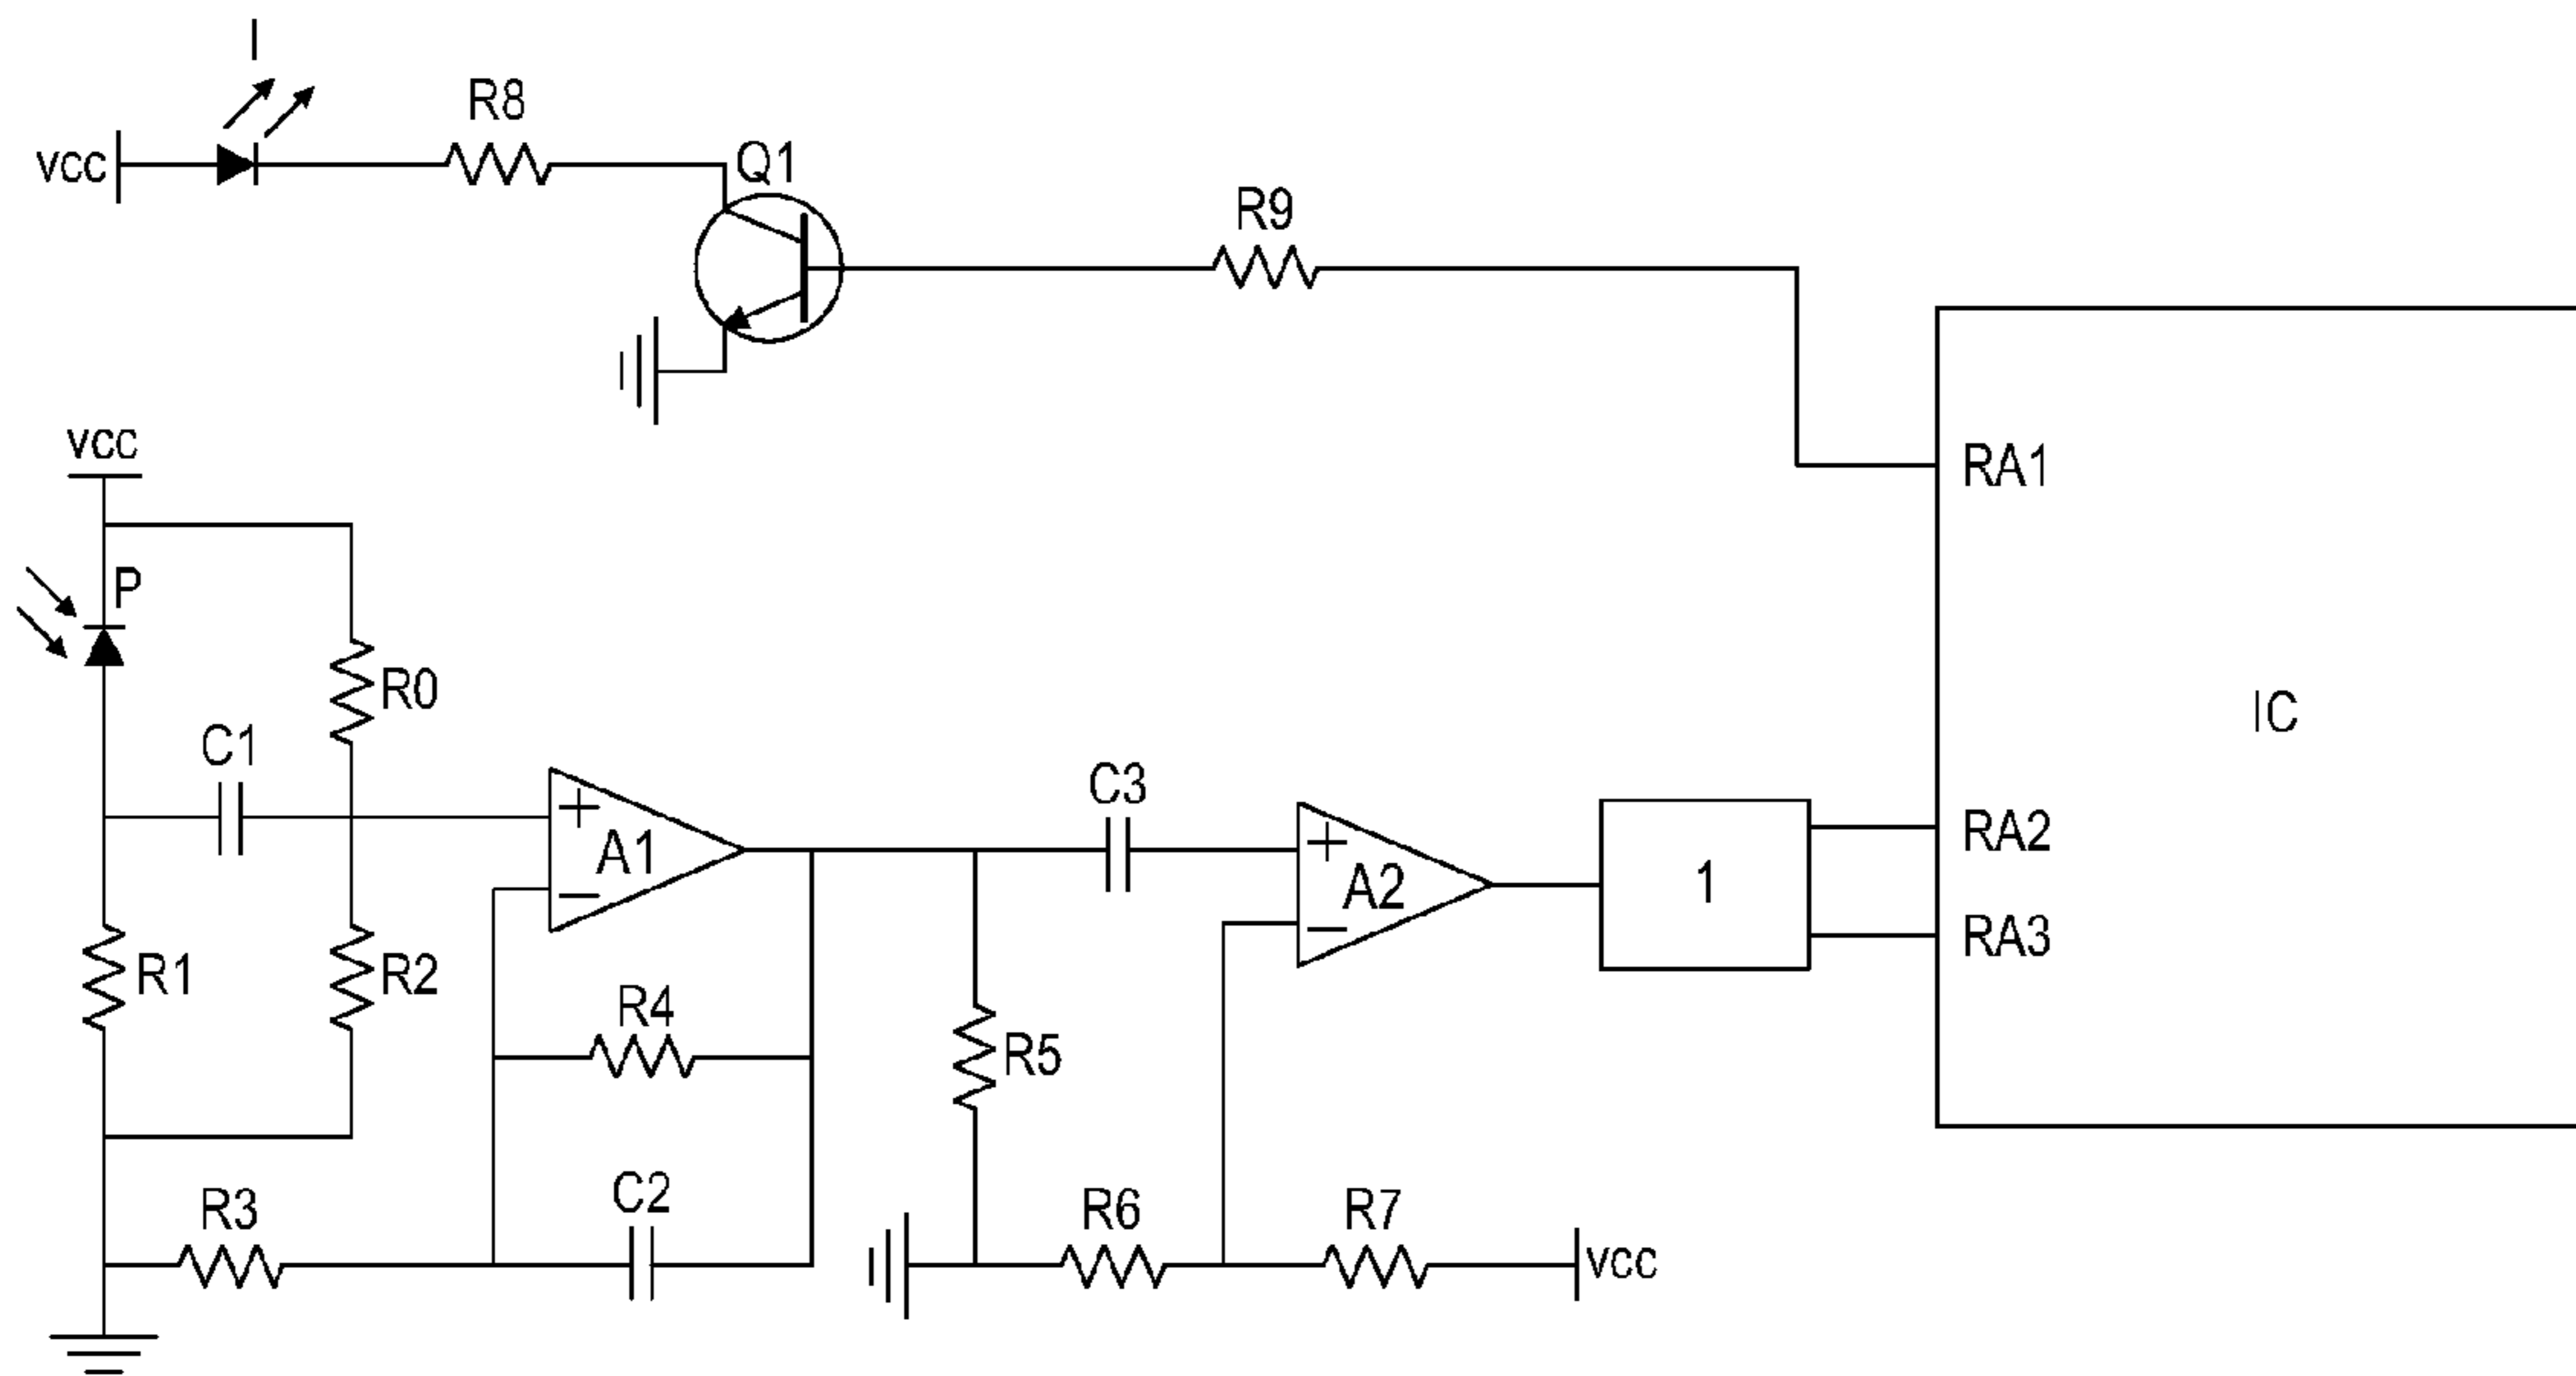 I
R8
vcc
Q1
R9
vcc
RA1
P
R0
IC
C1
C3
+
A1
−
+
A2
−
1
RA2
RA3
R1
R2
R4
R5
R3
C2
R6
R7
vcc